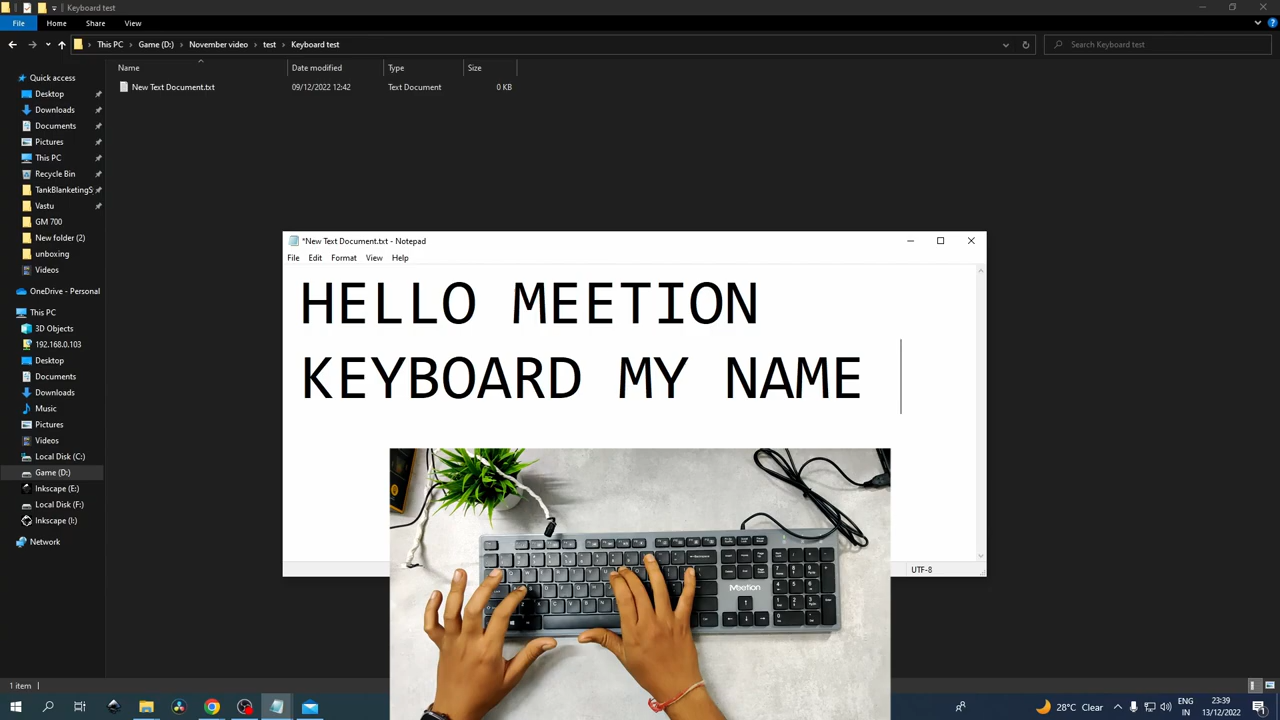 Keyboard test
File Home Share View
This PC Game (D:) November video test Keyboard test
Search Keyboard test
Name Date modified Type Size
New Text Document.txt 09/12/2022 12:42 Text Document 0 KB
Quick access
Desktop
Downloads
Documents
Pictures
This PC
Recycle Bin
TankBlanketingS
Vastu
GM 700
New folder (2)
unboxing
Videos
OneDrive - Personal
This PC
3D Objects
192.168.0.103
Desktop
Documents
Downloads
Music
Pictures
Videos
Local Disk (C:)
Game (D:)
Inkscape (E:)
Local Disk (F:)
Inkscape (I:)
Network
*New Text Document.txt - Notepad
File Edit Format View Help
HELLO MEETION
KEYBOARD MY NAME
UTF-8
Meetion
1 item
28°C Clear
ENG
IN
23:39
13/12/2022